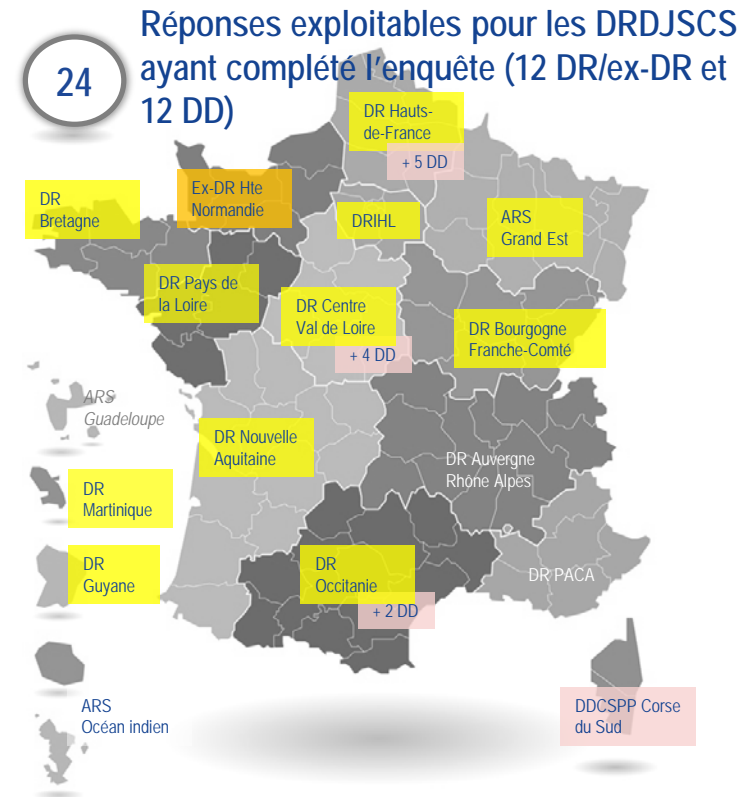 Réponses exploitables pour les DRDJSCS
ayant complété l'enquête (12 DR/ex-DR et
12 DD)
24
DR Hauts-
de-France
+ 5 DD
DR
Bretagne
Ex-DR Hte
Normandie
DRIHL
ARS
Grand Est
DR Pays de
la Loire
DR Centre
Val de Loire
+ 4 DD
DR Bourgogne
Franche-Comté
ARS
Guadeloupe
DR Nouvelle
Aquitaine
DR Auvergne
Rhône Alpes
DR
Martinique
DR
Guyane
DR
Occitanie
+ 2 DD
DR PACA
ARS
Océan indien
DDCSPP Corse
du Sud